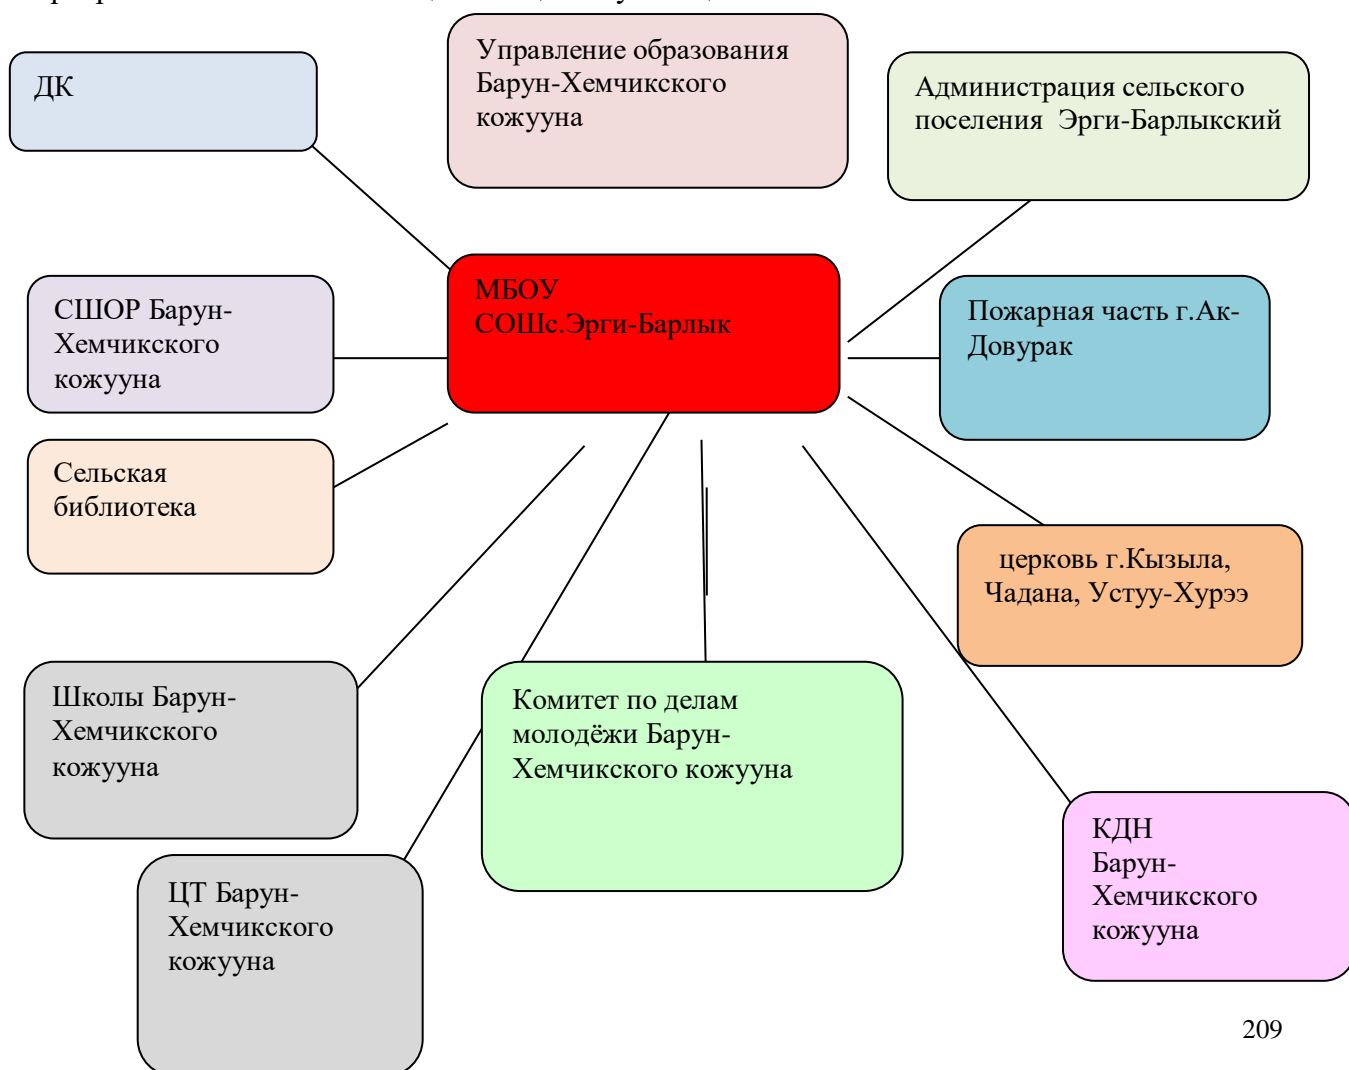 ДК
Управление образования
Барун-Хемчикского
кожууна
Администрация сельского
поселения Эрги-Барлыкский
МБОУ
СОШс.Эрги-Барлык
СШОР Барун-
Хемчикского
кожууна
Пожарная часть г.Ак-
Довурак
Сельская
библиотека
церковь г.Кызыла,
Чадана, Устуу-Хурээ
Школы Барун-
Хемчикского
кожууна
Комитет по делам
молодёжи Барун-
Хемчикского кожууна
КДН
Барун-
Хемчикского
кожууна
ЦТ Барун-
Хемчикского
кожууна
209